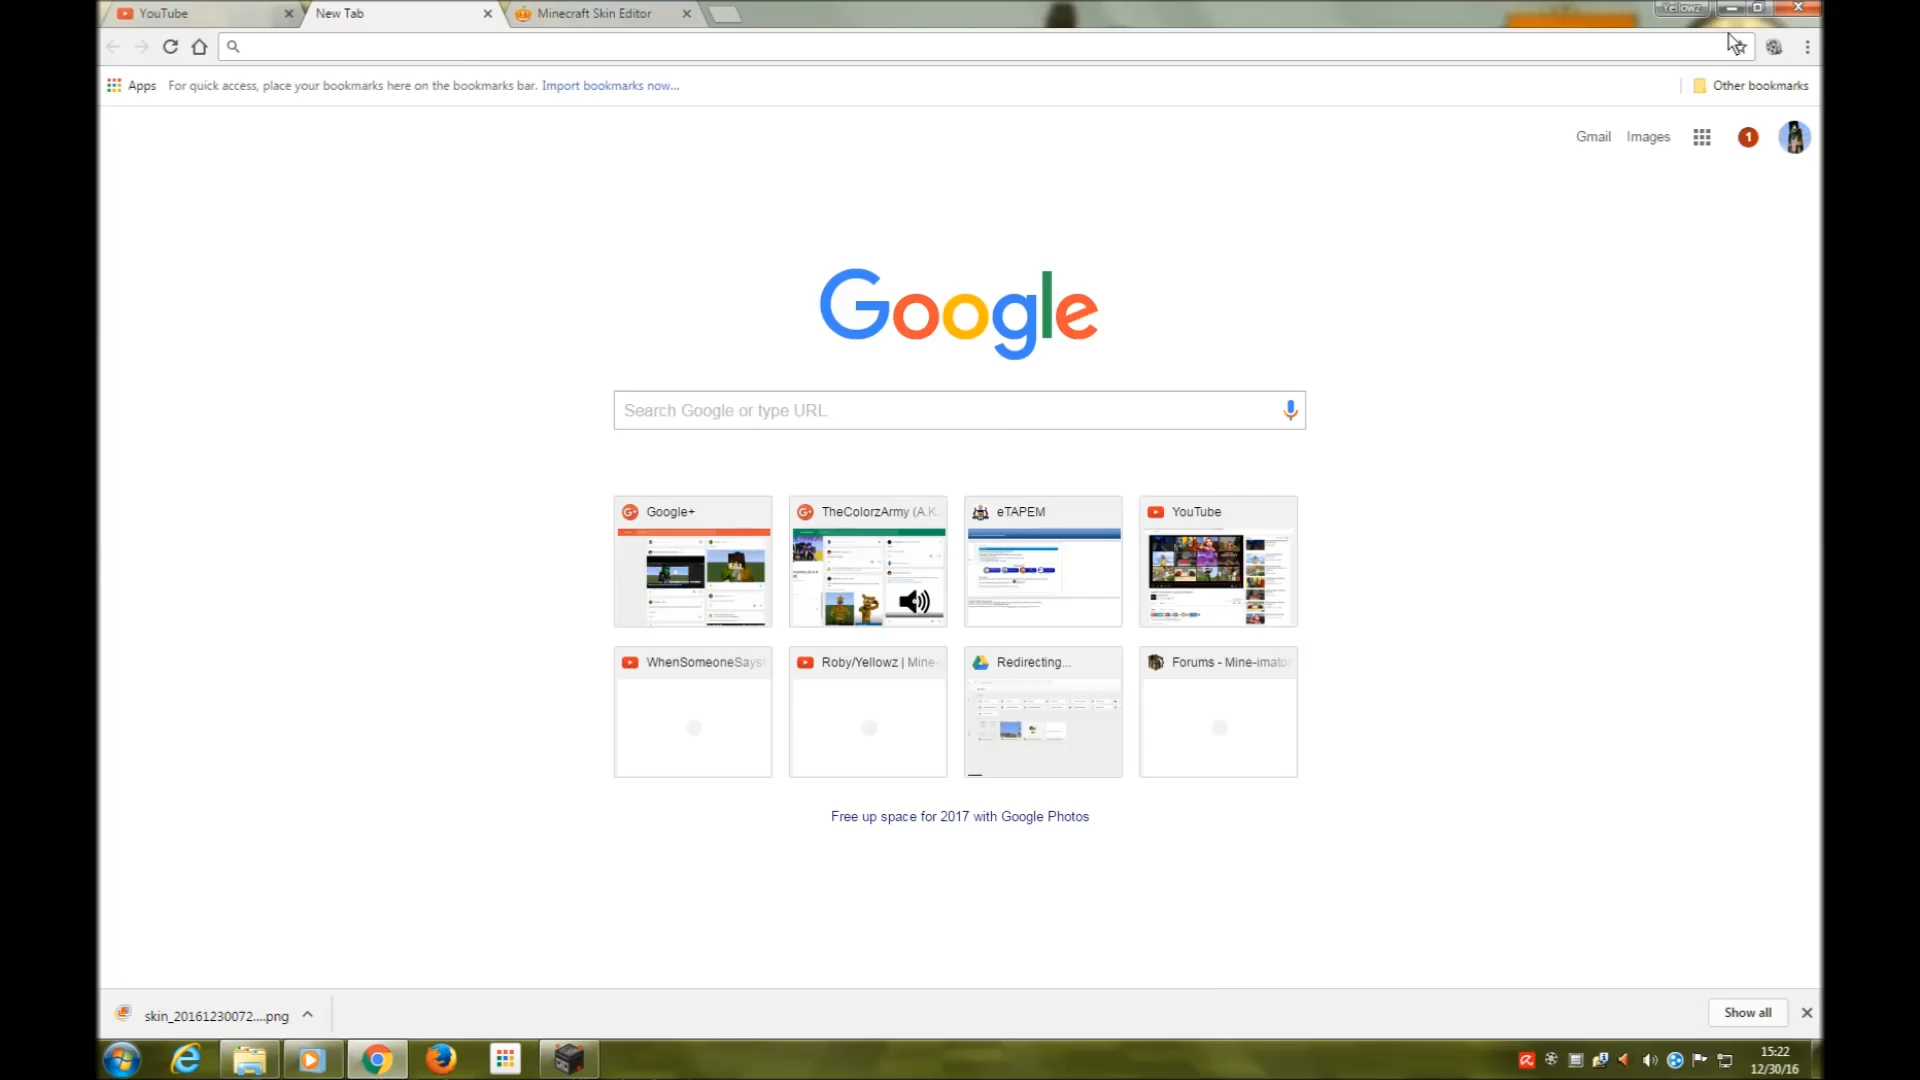 YouTube
New Tab
Minecraft Skin Editor
Yellowz
Apps
For quick access, place your bookmarks here on the bookmarks bar. Import bookmarks now...
Other bookmarks
Gmail
Images
1
Google
Search Google or type URL
Google+
TheColorzArmy (A.K.
eTAPEM
YouTube
WhenSomeoneSays
Roby/Yellowz | Mine-
Redirecting...
Forums - Mine-imator
Free up space for 2017 with Google Photos
skin_20161230072....png
Show all
15:22
12/30/16